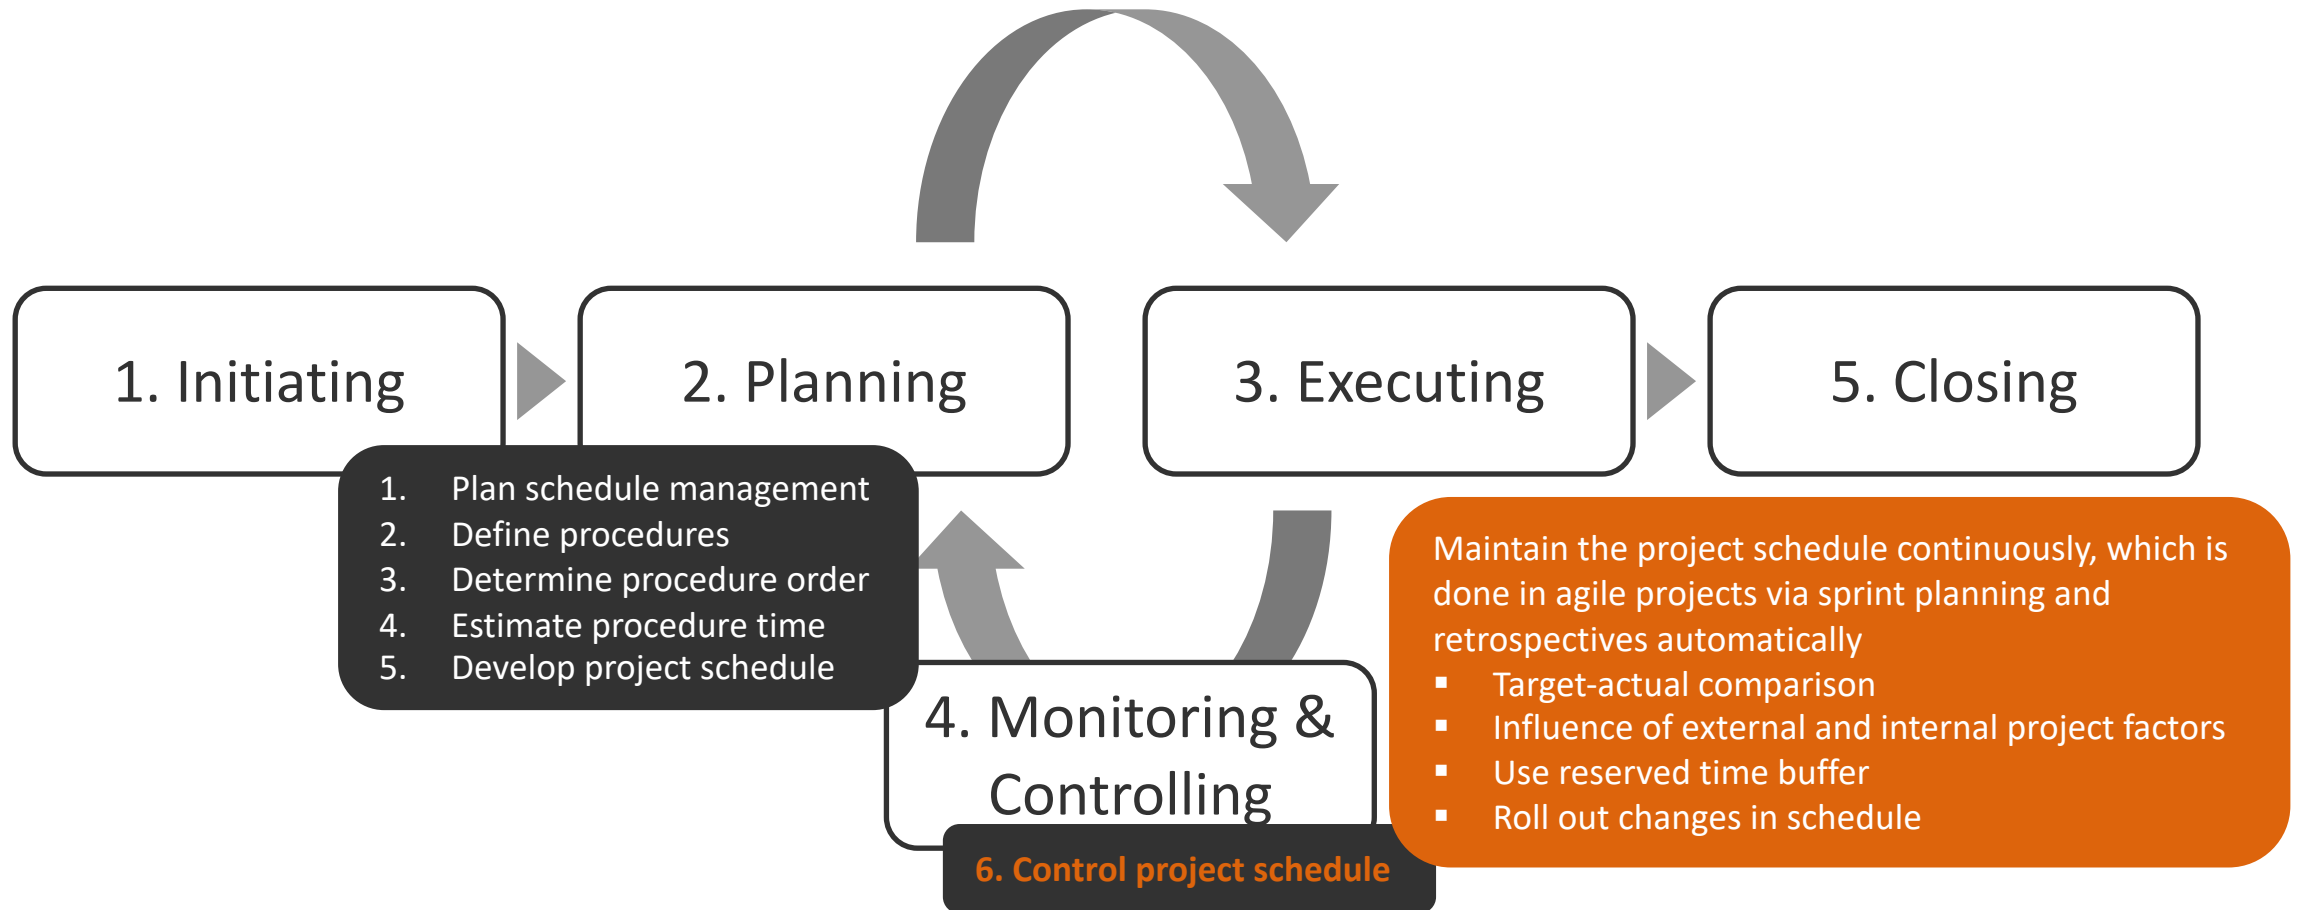 1. Initiating
2. Planning
3. Executing
5. Closing
1. Plan schedule management
2. Define procedures
3. Determine procedure order
4. Estimate procedure time
5. Develop project schedule
4. Monitoring &
Controlling
6. Control project schedule
Maintain the project schedule continuously, which is
done in agile projects via sprint planning and
retrospectives automatically
▪ Target-actual comparison
▪ Influence of external and internal project factors
▪ Use reserved time buffer
▪ Roll out changes in schedule